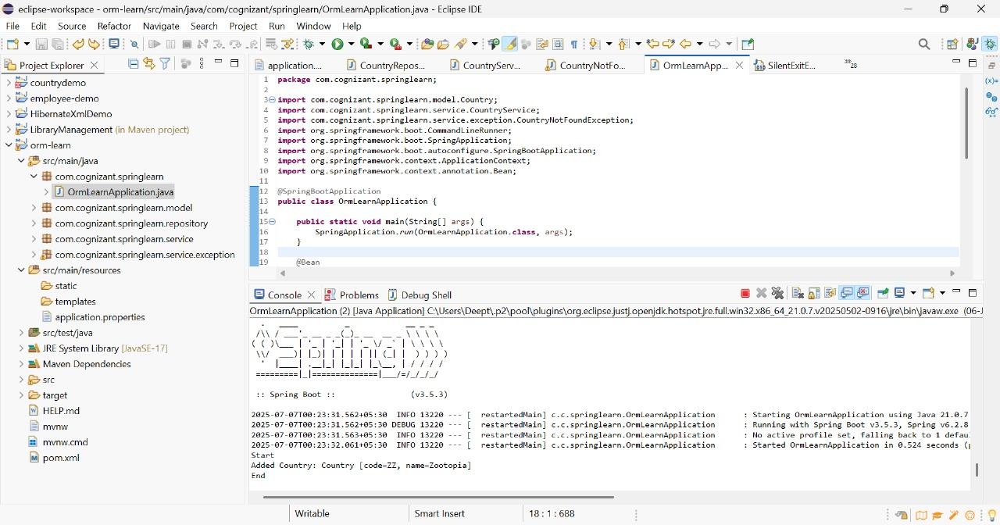 eclipse-workspace - orm-learn/src/main/java/com/cognizant/springlearn/OrmLearnApplication.java - Eclipse IDE
File Edit Source Refactor Navigate Search Project Run Window Help
Project Explorer
countrydemo
employee-demo
HibernateXmlDemo
LibraryManagement (in Maven project)
orm-learn
src/main/java
com.cognizant.springlearn
OrmLearnApplication.java
com.cognizant.springlearn.model
com.cognizant.springlearn.repository
com.cognizant.springlearn.service
com.cognizant.springlearn.service.exception
src/main/resources
static
templates
application.properties
src/test/java
JRE System Library [JavaSE-17]
Maven Dependencies
src
target
HELP.md
mvnw
mvnw.cmd
pom.xml
application.... CountryRepos... CountryServ... CountryNotFo... OrmLearnApp... SilentExitE... »28
1 package com.cognizant.springlearn;
2
3 import com.cognizant.springlearn.model.Country;
4 import com.cognizant.springlearn.service.CountryService;
5 import com.cognizant.springlearn.service.exception.CountryNotFoundException;
6 import org.springframework.boot.CommandLineRunner;
7 import org.springframework.boot.SpringApplication;
8 import org.springframework.boot.autoconfigure.SpringBootApplication;
9 import org.springframework.context.ApplicationContext;
10 import org.springframework.context.annotation.Bean;
11
12 @SpringBootApplication
13 public class OrmLearnApplication {
14
15 public static void main(String[] args) {
16 SpringApplication.run(OrmLearnApplication.class, args);
17 }
18
19 @Bean
Console Problems Debug Shell
OrmLearnApplication (2) [Java Application] C:\Users\Deept\.p2\pool\plugins\org.eclipse.justj.openjdk.hotspot.jre.full.win32.x86_64_21.0.7.v20250502-0916\jre\bin\javaw.exe (06-J
:: Spring Boot :: (v3.5.3)
2025-07-07T00:23:31.562+05:30 INFO 13220 --- [ restartedMain] c.c.springlearn.OrmLearnApplication : Starting OrmLearnApplication using Java 21.0.7
2025-07-07T00:23:31.562+05:30 DEBUG 13220 --- [ restartedMain] c.c.springlearn.OrmLearnApplication : Running with Spring Boot v3.5.3, Spring v6.2.8
2025-07-07T00:23:31.563+05:30 INFO 13220 --- [ restartedMain] c.c.springlearn.OrmLearnApplication : No active profile set, falling back to 1 defau
2025-07-07T00:23:32.061+05:30 INFO 13220 --- [ restartedMain] c.c.springlearn.OrmLearnApplication : Started OrmLearnApplication in 0.524 seconds (
Start
Added Country: Country [code=ZZ, name=Zootopia]
End
Writable Smart Insert 18 : 1 : 688